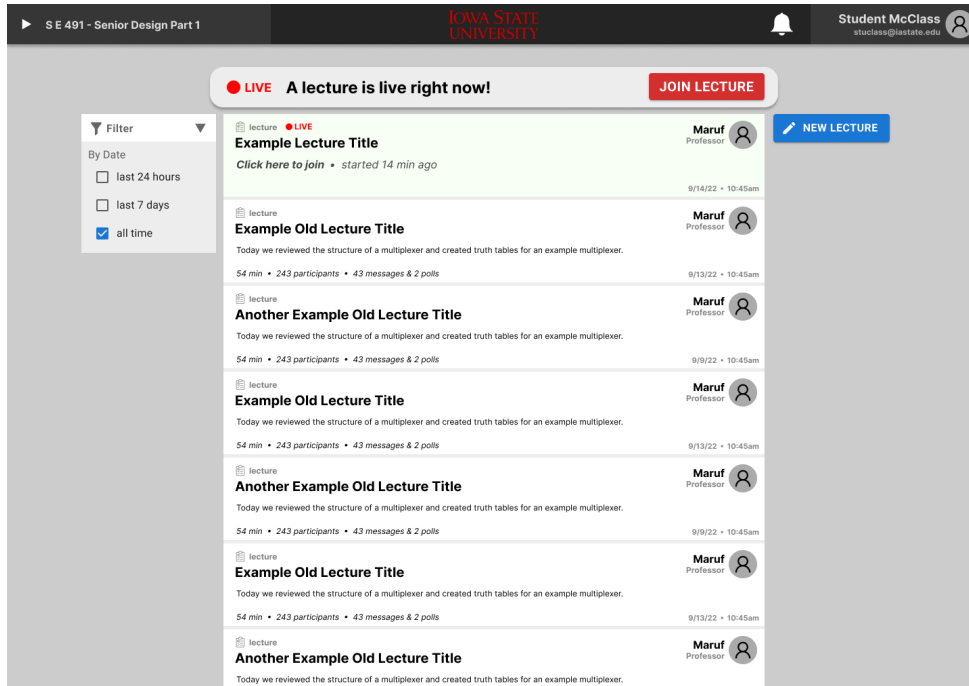 S E 491 - Senior Design Part 1
IOWA STATE
UNIVERSITY
Student McClass
stuclass@iastate.edu
LIVE A lecture is live right now! JOIN LECTURE
Filter
By Date
last 24 hours
last 7 days
all time
NEW LECTURE
lecture LIVE
Example Lecture Title
Click here to join • started 14 min ago
Maruf
Professor
9/14/22 • 10:45am
lecture
Example Old Lecture Title
Today we reviewed the structure of a multiplexer and created truth tables for an example multiplexer.
54 min • 243 participants • 43 messages & 2 polls
Maruf
Professor
9/13/22 • 10:45am
lecture
Another Example Old Lecture Title
Today we reviewed the structure of a multiplexer and created truth tables for an example multiplexer.
54 min • 243 participants • 43 messages & 2 polls
Maruf
Professor
9/9/22 • 10:45am
lecture
Example Old Lecture Title
Today we reviewed the structure of a multiplexer and created truth tables for an example multiplexer.
54 min • 243 participants • 43 messages & 2 polls
Maruf
Professor
9/13/22 • 10:45am
lecture
Another Example Old Lecture Title
Today we reviewed the structure of a multiplexer and created truth tables for an example multiplexer.
54 min • 243 participants • 43 messages & 2 polls
Maruf
Professor
9/9/22 • 10:45am
lecture
Example Old Lecture Title
Today we reviewed the structure of a multiplexer and created truth tables for an example multiplexer.
54 min • 243 participants • 43 messages & 2 polls
Maruf
Professor
9/13/22 • 10:45am
lecture
Another Example Old Lecture Title
Today we reviewed the structure of a multiplexer and created truth tables for an example multiplexer.
Maruf
Professor